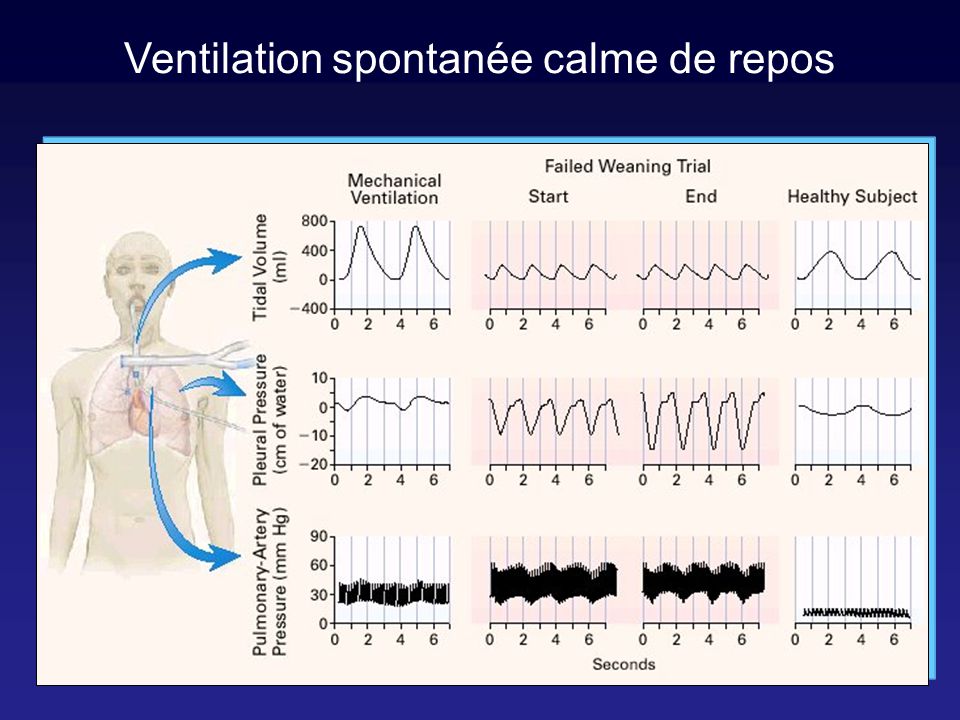 Ventilation spontanée calme de repos
Failed Weaning Trial
Mechanical
Ventilation
Start
End
Healthy Subject
Tidal Volume
(ml)
800
400
0
−400
0 2 4 6
0 2 4 6
0 2 4 6
0 2 4 6
Pleural Pressure
(cm of water)
10
0
−10
−20
0 2 4 6
0 2 4 6
0 2 4 6
0 2 4 6
Pulmonary-Artery
Pressure (mm Hg)
90
60
30
0
0 2 4 6
0 2 4 6
0 2 4 6
0 2 4 6
Seconds